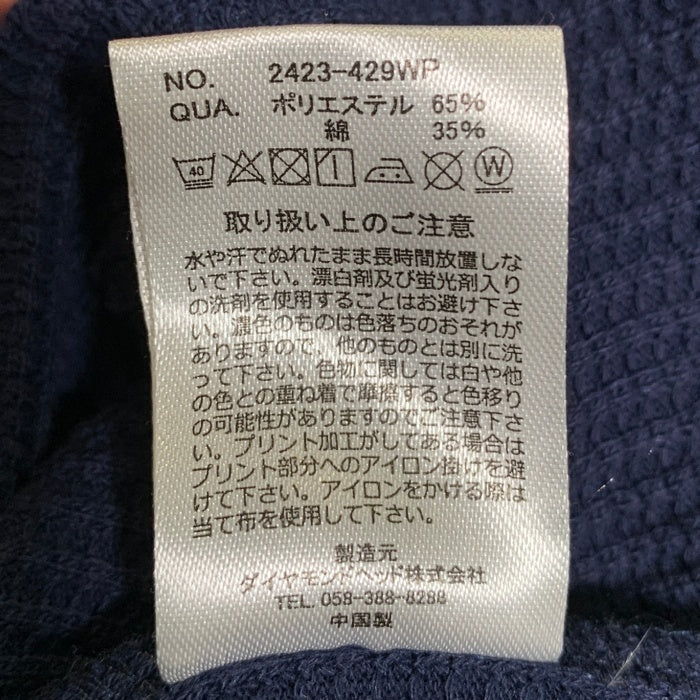 NO. 2423-429WP
QUA. ポリエステル 65%
綿 35%
40 W
取り扱い上のご注意
水や汗でぬれたまま長時間放置しな
いで下さい。漂白剤及び蛍光剤入り
の洗剤を使用することはお避け下さ
い。濃色のものは色落ちのおそれが
ありますので、他のものとは別に洗
って下さい。色物に関しては白や他
の色との重ね着で摩擦すると色移り
の可能性がありますのでご注意下さ
い。プリント加工がしてある場合は
プリント部分へのアイロン掛けを避
けて下さい。アイロンをかける際は
当て布を使用して下さい。
製造元
ダイヤモンドヘッド株式会社
TEL. 058-388-8288
中国製